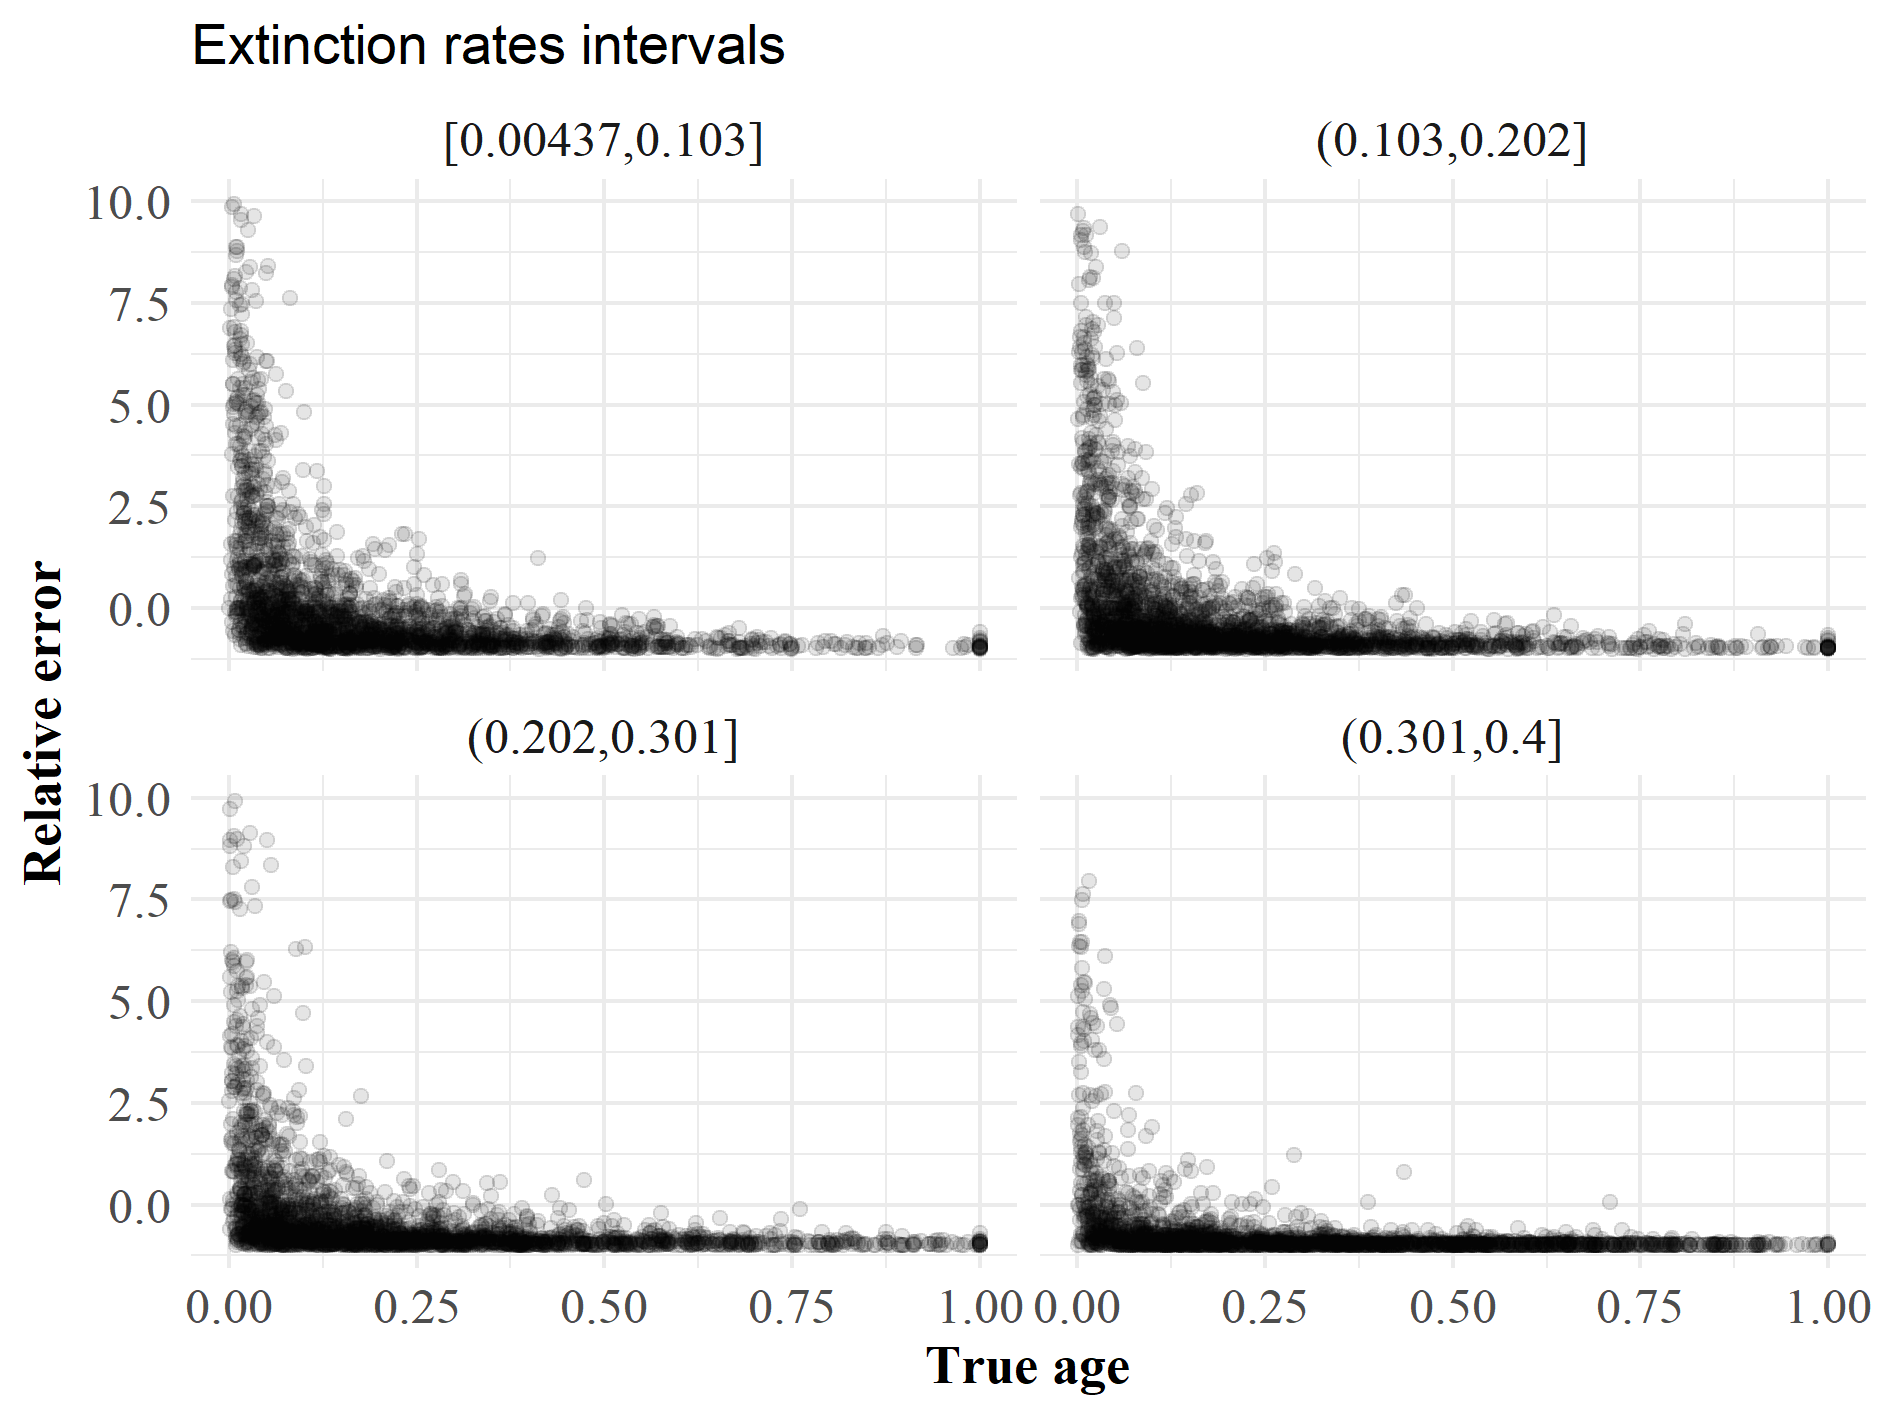 Extinction rates intervals
[0.00437,0.103]
(0.103,0.202]
10.0
7.5
5.0
2.5
0.0
(0.202,0.301]
(0.301,0.4]
10.0
7.5
5.0
2.5
0.0
0.00 0.25 0.50 0.75 1.00
0.00 0.25 0.50 0.75 1.00
True age
Relative error